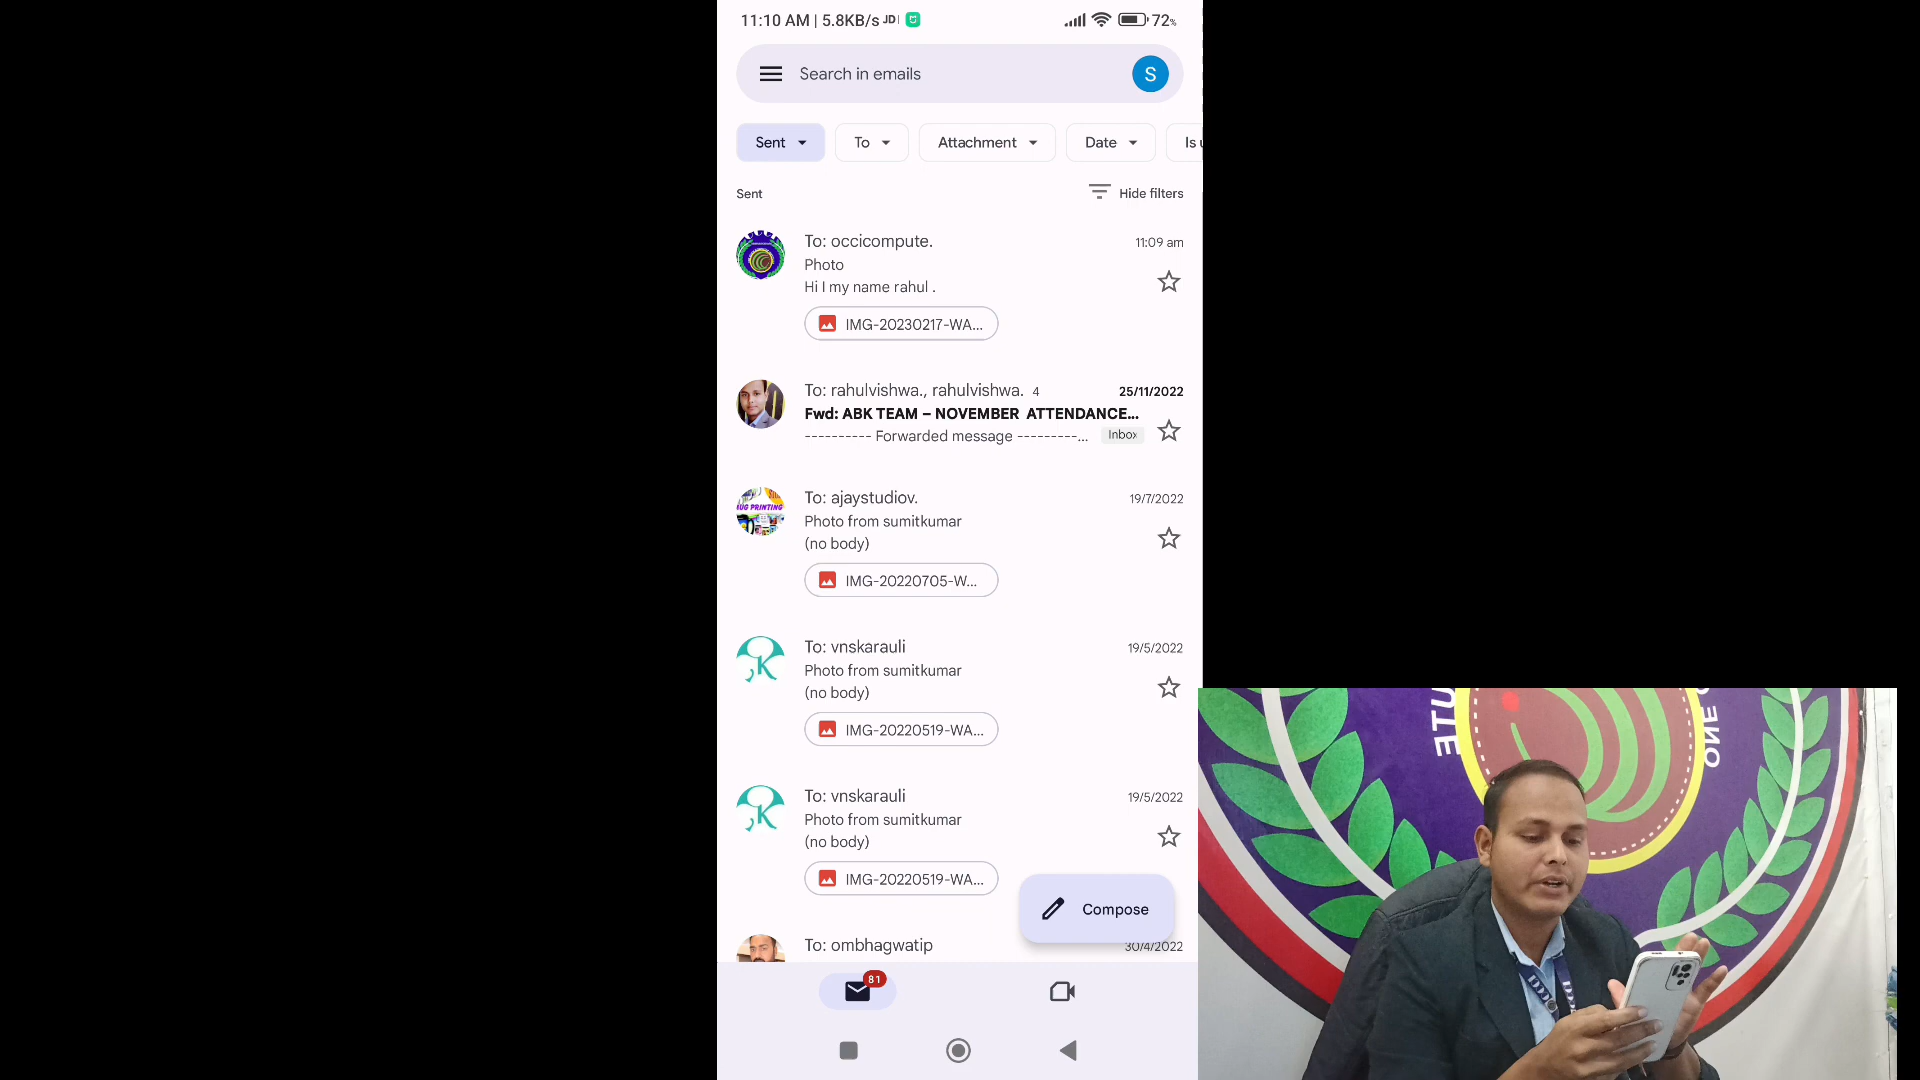 11:10 AM | 5.8KB/s
72%
Search in emails
S
Sent
To
Attachment
Date
Sent
Hide filters
To: occicompute.
11:09 am
Photo
Hi I my name rahul .
IMG-20230217-WA...
To: rahulvishwa., rahulvishwa. 4
25/11/2022
Fwd: ABK TEAM – NOVEMBER ATTENDANCE...
---------- Forwarded message ---------...
Inbox
To: ajaystudiov.
19/7/2022
Photo from sumitkumar
(no body)
IMG-20220705-W...
To: vnskarauli
19/5/2022
Photo from sumitkumar
(no body)
IMG-20220519-WA...
To: vnskarauli
19/5/2022
Photo from sumitkumar
(no body)
IMG-20220519-WA...
Compose
To: ombhagwatip
30/4/2022
81